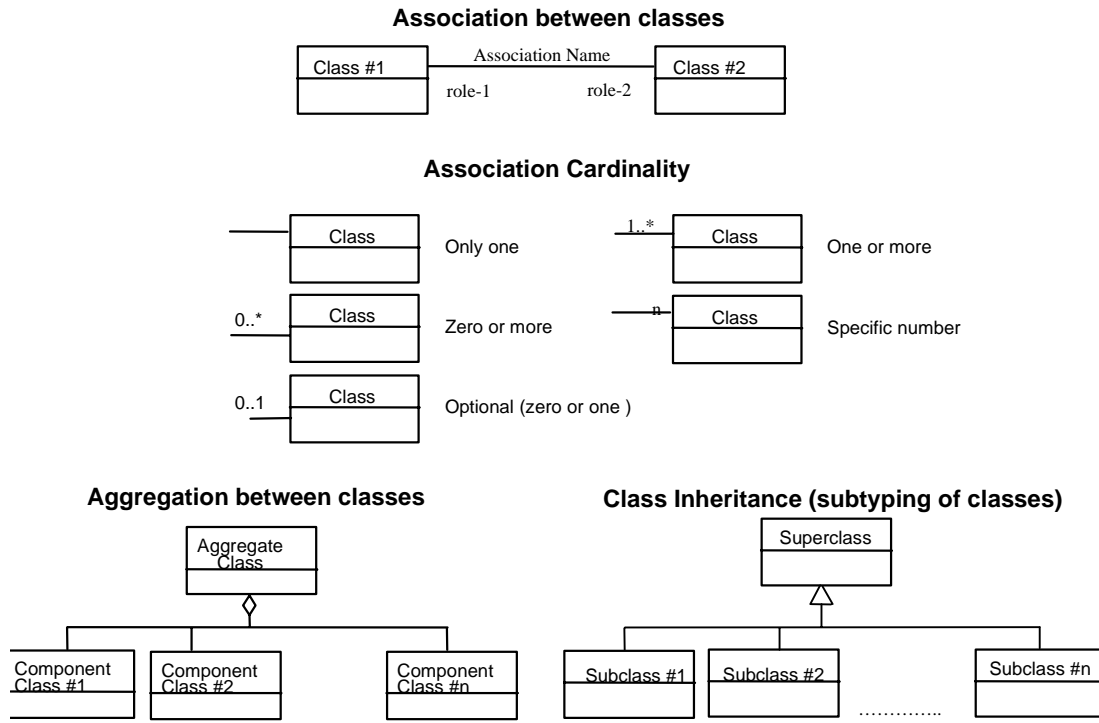 Association between classes
Class #1
Association Name
Class #2
role-1
role-2
Association Cardinality
Class
Only one
1..*
Class
One or more
0..*
Class
Zero or more
n
Class
Specific number
0..1
Class
Optional (zero or one )
Aggregation between classes
Aggregate
Class
Component
Class #1
Component
Class #2
Component
Class #n
Class Inheritance (subtyping of classes)
Superclass
Subclass #1
Subclass #2
…………..
Subclass #n